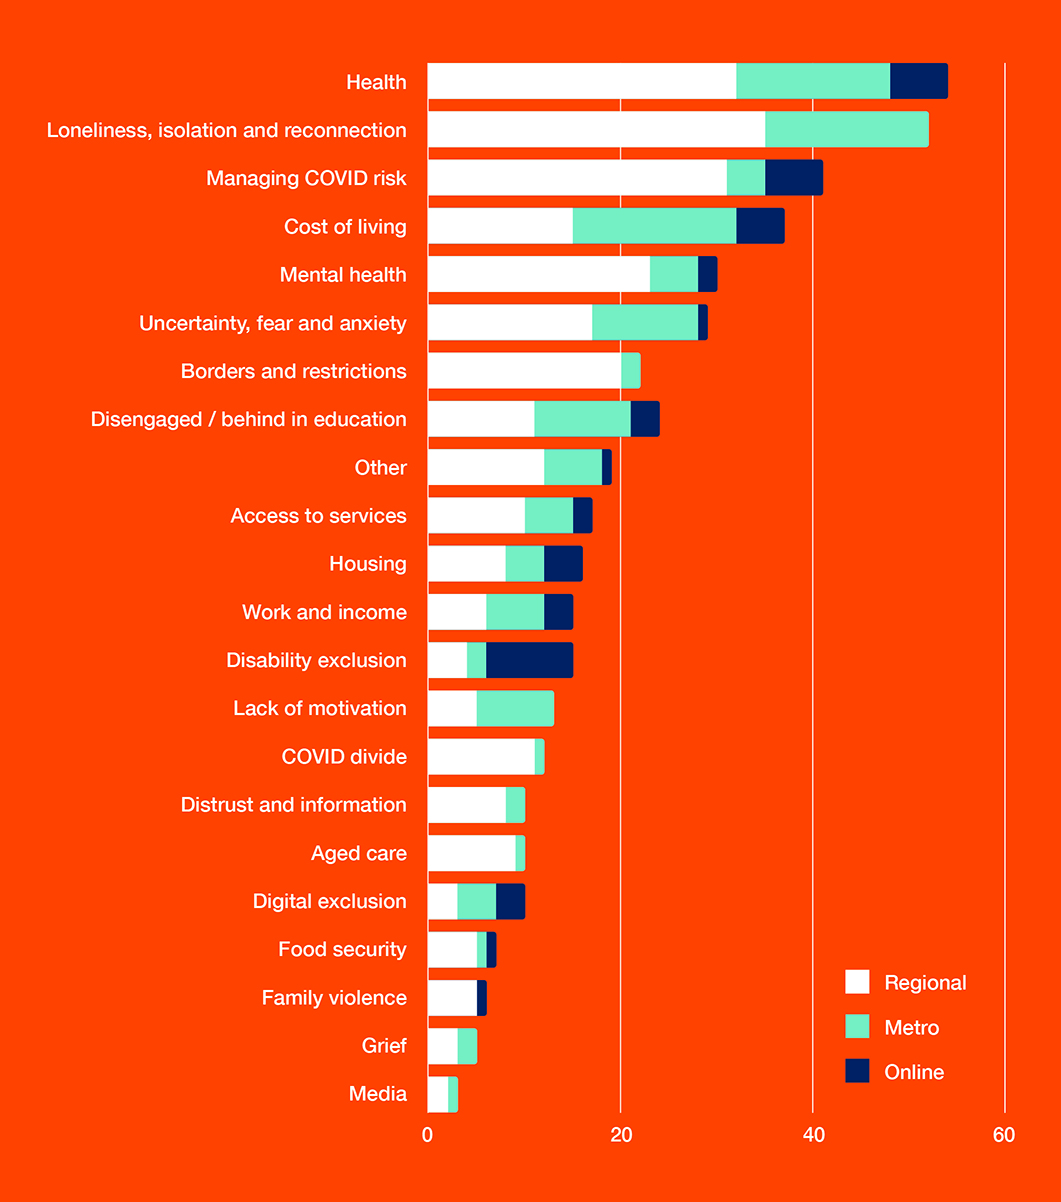 Health
Loneliness, isolation and reconnection
Managing COVID risk
Cost of living
Mental health
Uncertainty, fear and anxiety
Borders and restrictions
Disengaged / behind in education
Other
Access to services
Housing
Work and income
Disability exclusion
Lack of motivation
COVID divide
Distrust and information
Aged care
Digital exclusion
Food security
Family violence
Grief
Media
Regional
Metro
Online
0 20 40 60